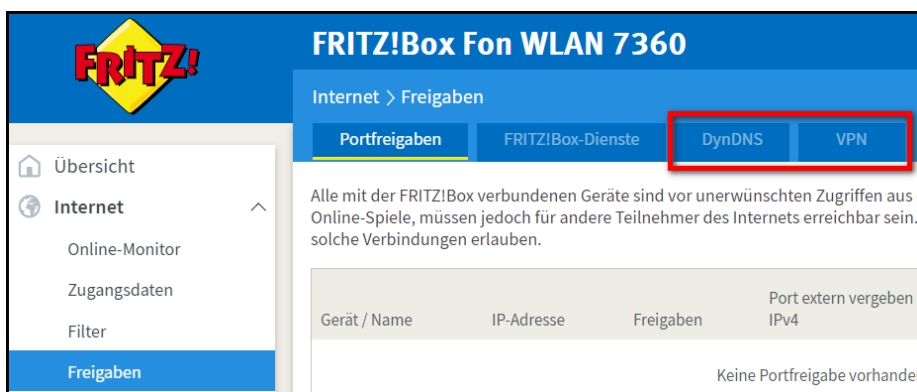 FRITZ!
FRITZ!Box Fon WLAN 7360
Internet > Freigaben
Portfreigaben FRITZ!Box-Dienste DynDNS VPN
Übersicht
Internet
Online-Monitor
Zugangsdaten
Filter
Freigaben
Alle mit der FRITZ!Box verbundenen Geräte sind vor unerwünschten Zugriffen aus
Online-Spiele, müssen jedoch für andere Teilnehmer des Internets erreichbar sein.
solche Verbindungen erlauben.
Gerät / Name IP-Adresse Freigaben Port extern vergeben
IPv4
Keine Portfreigabe vorhande